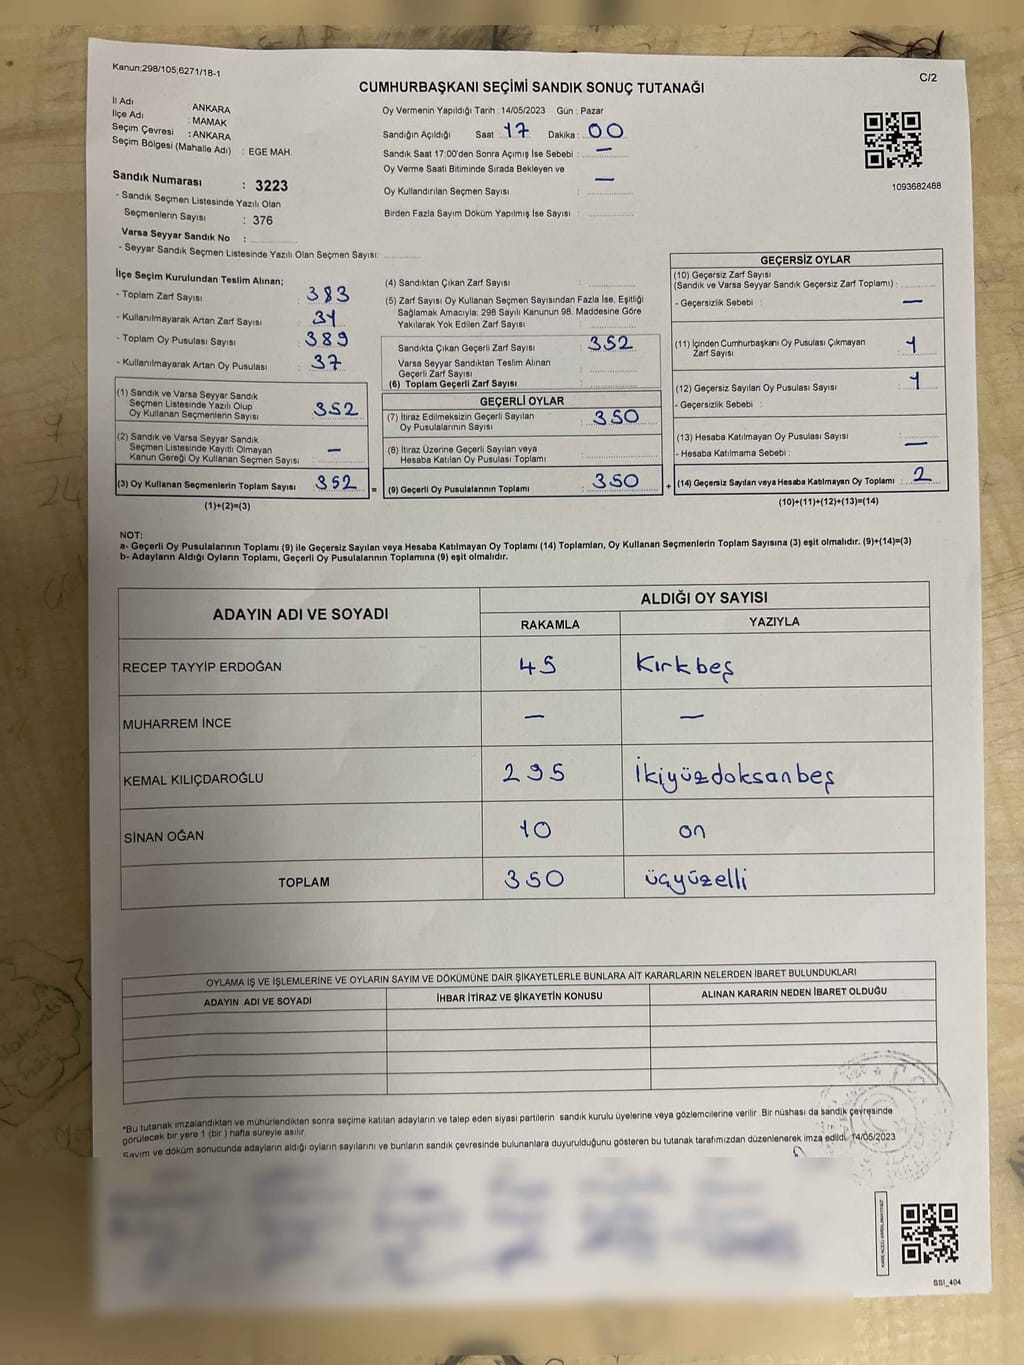 Kanun;298/105;6271/18-1
C/2
CUMHURBAŞKANI SEÇİMİ SANDIK SONUÇ TUTANAĞI
İl Adı : ANKARA
İlçe Adı : MAMAK
Seçim Çevresi : ANKARA
Seçim Bölgesi (Mahalle Adı) : EGE MAH.
Sandık Numarası : 3223
- Sandık Seçmen Listesinde Yazılı Olan
Seçmenlerin Sayısı : 376
Varsa Seyyar Sandık No :
- Seyyar Sandık Seçmen Listesinde Yazılı Olan Seçmen Sayısı:
Oy Vermenin Yapıldığı Tarih : 14/05/2023 Gün : Pazar
Sandığın Açıldığı Saat : 17 Dakika : 00
Sandık Saat 17:00'den Sonra Açımış İse Sebebi : —
Oy Verme Saati Bitiminde Sırada Bekleyen ve
Oy Kullandırılan Seçmen Sayısı : —
Birden Fazla Sayım Döküm Yapılmış İse Sayısı :
1093682488
İlçe Seçim Kurulundan Teslim Alınan;
- Toplam Zarf Sayısı : 383
- Kullanılmayarak Artan Zarf Sayısı : 31
- Toplam Oy Pusulası Sayısı : 389
- Kullanılmayarak Artan Oy Pusulası : 37
(1) Sandık ve Varsa Seyyar Sandık
Seçmen Listesinde Yazılı Olup
Oy Kullanan Seçmenlerin Sayısı : 352
(2) Sandık ve Varsa Seyyar Sandık
Seçmen Listesinde Kayıtlı Olmayan
Kanun Gereği Oy Kullanan Seçmen Sayısı : —
(3) Oy Kullanan Seçmenlerin Toplam Sayısı : 352 =
(1)+(2)=(3)
(4) Sandıktan Çıkan Zarf Sayısı :
(5) Zarf Sayısı Oy Kullanan Seçmen Sayısından Fazla İse, Eşitliği
Sağlamak Amacıyla; 298 Sayılı Kanunun 98. Maddesine Göre
Yakılarak Yok Edilen Zarf Sayısı :
Sandıkta Çıkan Geçerli Zarf Sayısı : 352
Varsa Seyyar Sandıktan Teslim Alınan
Geçerli Zarf Sayısı :
(6) Toplam Geçerli Zarf Sayısı :
GEÇERLİ OYLAR
(7) İtiraz Edilmeksizin Geçerli Sayılan
Oy Pusulalarının Sayısı : 350
(8) İtiraz Üzerine Geçerli Sayılan veya
Hesaba Katılan Oy Pusulası Toplamı :
(9) Geçerli Oy Pusulalarının Toplamı : 350 +
GEÇERSİZ OYLAR
(10) Geçersiz Zarf Sayısı
(Sandık ve Varsa Seyyar Sandık Geçersiz Zarf Toplamı) :
- Geçersizlik Sebebi : —
(11) İçinden Cumhurbaşkanı Oy Pusulası Çıkmayan
Zarf Sayısı : 1
(12) Geçersiz Sayılan Oy Pusulası Sayısı : 1
- Geçersizlik Sebebi :
(13) Hesaba Katılmayan Oy Pusulası Sayısı : —
- Hesaba Katılmama Sebebi :
(14) Geçersiz Sayılan veya Hesaba Katılmayan Oy Toplamı : 2
(10)+(11)+(12)+(13)=(14)
NOT:
a- Geçerli Oy Pusulalarının Toplamı (9) ile Geçersiz Sayılan veya Hesaba Katılmayan Oy Toplamı (14) Toplamları, Oy Kullanan Seçmenlerin Toplam Sayısına (3) eşit olmalıdır. (9)+(14)=(3)
b- Adayların Aldığı Oyların Toplamı, Geçerli Oy Pusulalarının Toplamına (9) eşit olmalıdır.
ADAYIN ADI VE SOYADI
ALDIĞI OY SAYISI
RAKAMLA YAZIYLA
RECEP TAYYİP ERDOĞAN 45 Kırkbeş
MUHARREM İNCE — —
KEMAL KILIÇDAROĞLU 295 İkiyüzdoksanbeş
SİNAN OĞAN 10 on
TOPLAM 350 üçyüzelli
OYLAMA İŞ VE İŞLEMLERİNE VE OYLARIN SAYIM VE DÖKÜMÜNE DAİR ŞİKAYETLERLE BUNLARA AİT KARARLARIN NELERDEN İBARET BULUNDUKLARI
ADAYIN ADI VE SOYADI İHBAR İTİRAZ VE ŞİKAYETİN KONUSU ALINAN KARARIN NEDEN İBARET OLDUĞU
*Bu tutanak imzalandıktan ve mühürlendikten sonra seçime katılan adayların ve talep eden siyasi partilerin sandık kurulu üyelerine veya gözlemcilerine verilir. Bir nüshası da sandık çevresinde
görülecek bir yere 1 (bir) hafta süreyle asılır.
Sayım ve döküm sonucunda adayların aldığı oyların sayılarını ve bunların sandık çevresinde bulunanlara duyurulduğunu gösteren bu tutanak tarafımızdan düzenlenerek imza edildi. 14/05/2023
SSI_404